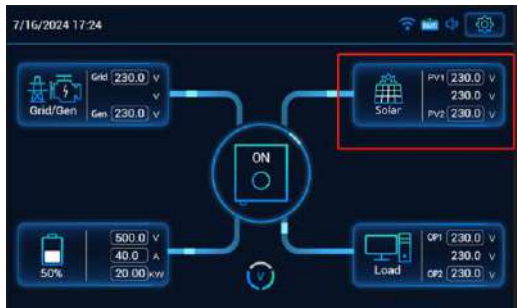 7/16/2024 17:24
Grid 230.0 V
V
Gen 230.0 V
Grid/Gen
PV1 230.0 V
230.0 V
PV2 230.0 V
Solar
ON
500.0 V
40.0 A
20.00 KW
50%
V
OP1 230.0 V
230.0 V
OP2 230.0 V
Load